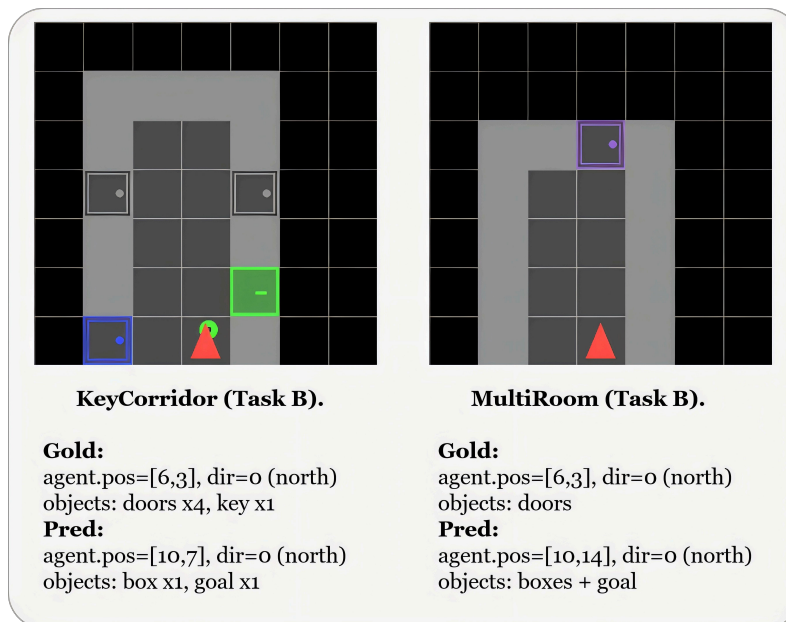 KeyCorridor (Task B).
Gold:
agent.pos=[6,3], dir=0 (north)
objects: doors x4, key x1
Pred:
agent.pos=[10,7], dir=0 (north)
objects: box x1, goal x1
MultiRoom (Task B).
Gold:
agent.pos=[6,3], dir=0 (north)
objects: doors
Pred:
agent.pos=[10,14], dir=0 (north)
objects: boxes + goal